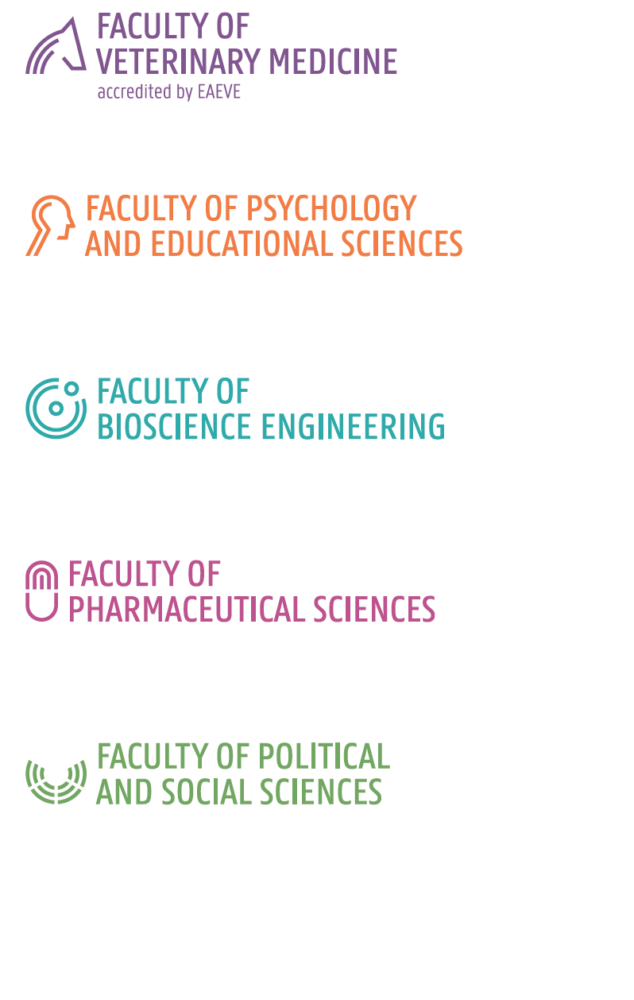 FACULTY OF
VETERINARY MEDICINE
accredited by EAEVE
FACULTY OF PSYCHOLOGY
AND EDUCATIONAL SCIENCES
FACULTY OF
BIOSCIENCE ENGINEERING
FACULTY OF
PHARMACEUTICAL SCIENCES
FACULTY OF POLITICAL
AND SOCIAL SCIENCES